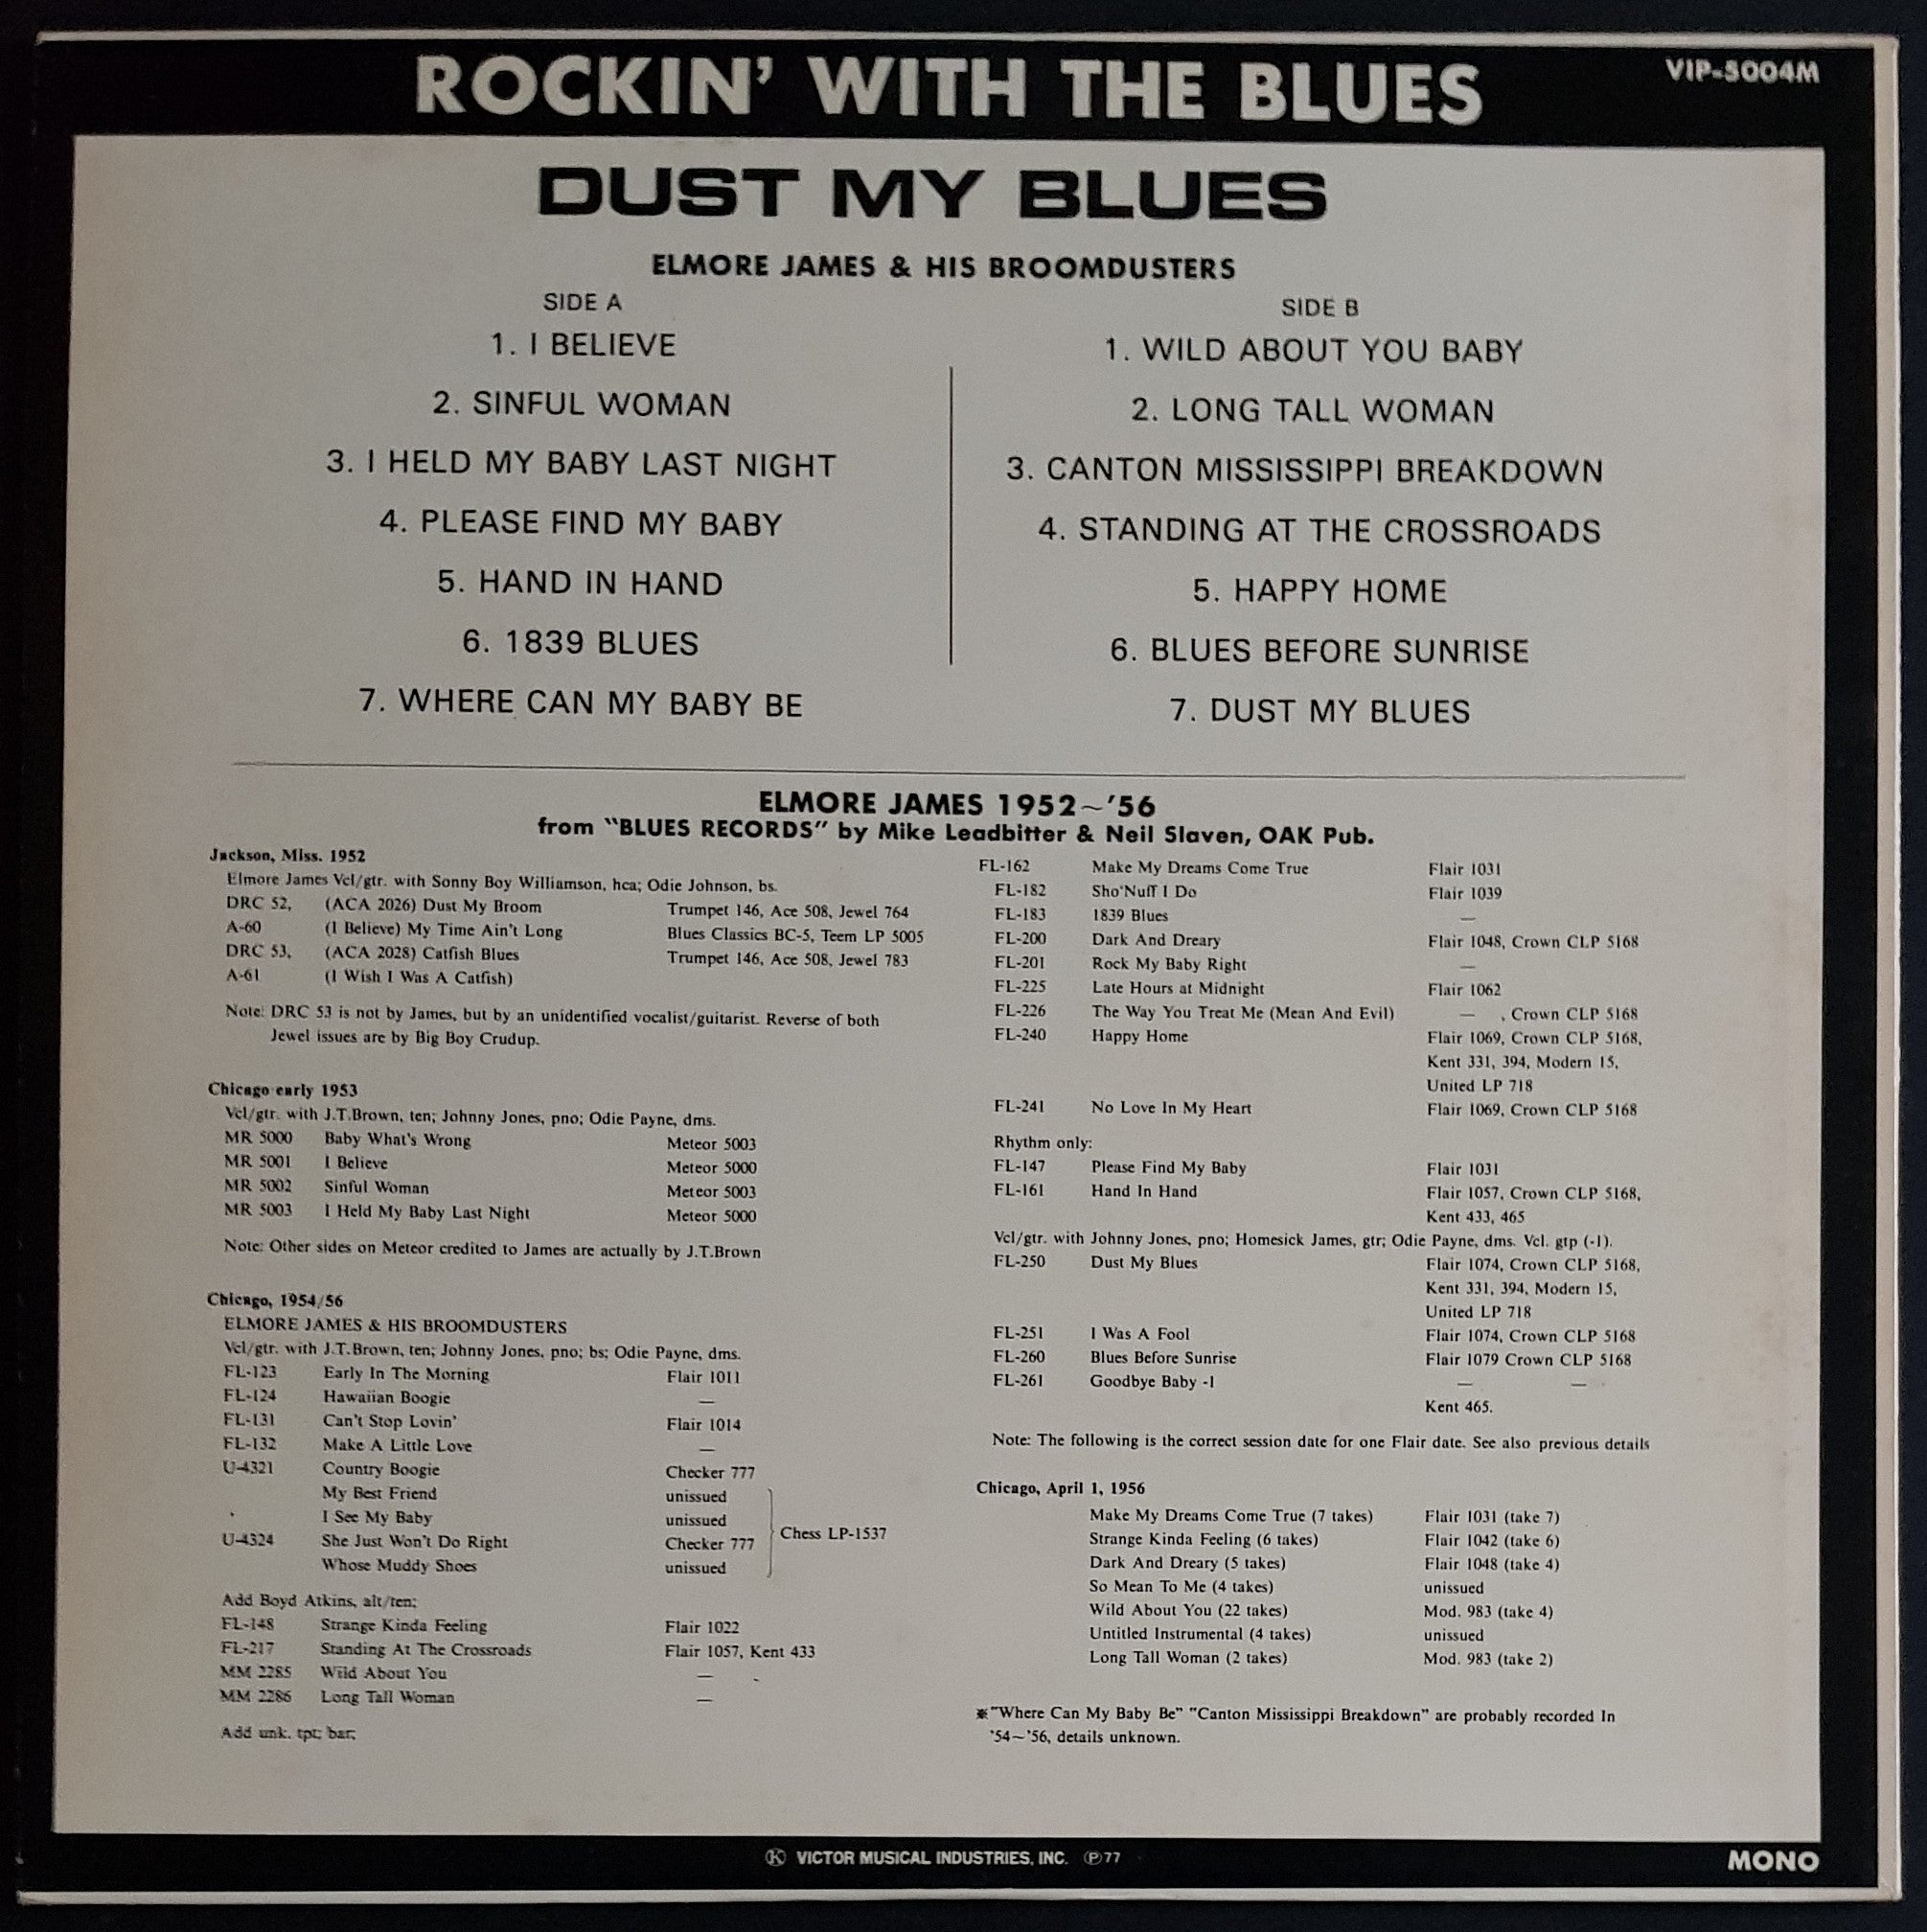 ROCKIN' WITH THE BLUES
VIP-5004M
DUST MY BLUES
ELMORE JAMES & HIS BROOMDUSTERS
SIDE A
1. I BELIEVE
2. SINFUL WOMAN
3. I HELD MY BABY LAST NIGHT
4. PLEASE FIND MY BABY
5. HAND IN HAND
6. 1839 BLUES
7. WHERE CAN MY BABY BE
SIDE B
1. WILD ABOUT YOU BABY
2. LONG TALL WOMAN
3. CANTON MISSISSIPPI BREAKDOWN
4. STANDING AT THE CROSSROADS
5. HAPPY HOME
6. BLUES BEFORE SUNRISE
7. DUST MY BLUES
ELMORE JAMES 1952~'56
from "BLUES RECORDS" by Mike Leadbitter & Neil Slaven, OAK Pub.
Jackson, Miss. 1952
Elmore James Vcl/gtr. with Sonny Boy Williamson, hca; Odie Johnson, bs.
DRC 52, (ACA 2026) Dust My Broom Trumpet 146, Ace 508, Jewel 764
A-60 (I Believe) My Time Ain't Long Blues Classics BC-5, Teem LP 5005
DRC 53, (ACA 2028) Catfish Blues Trumpet 146, Ace 508, Jewel 783
A-61 (I Wish I Was A Catfish)
Note: DRC 53 is not by James, but by an unidentified vocalist/guitarist. Reverse of both
Jewel issues are by Big Boy Crudup.
Chicago early 1953
Vcl/gtr. with J.T.Brown, ten; Johnny Jones, pno; Odie Payne, dms.
MR 5000 Baby What's Wrong Meteor 5003
MR 5001 I Believe Meteor 5000
MR 5002 Sinful Woman Meteor 5003
MR 5003 I Held My Baby Last Night Meteor 5000
Note: Other sides on Meteor credited to James are actually by J.T.Brown
Chicago, 1954/56
ELMORE JAMES & HIS BROOMDUSTERS
Vcl/gtr. with J.T.Brown, ten; Johnny Jones, pno; bs; Odie Payne, dms.
FL-123 Early In The Morning Flair 1011
FL-124 Hawaiian Boogie —
FL-131 Can't Stop Lovin' Flair 1014
FL-132 Make A Little Love —
U-4321 Country Boogie Checker 777
My Best Friend unissued
I See My Baby unissued
Chess LP-1537
U-4324 She Just Won't Do Right Checker 777
Whose Muddy Shoes unissued
Add Boyd Atkins, alt/ten;
FL-148 Strange Kinda Feeling Flair 1022
FL-217 Standing At The Crossroads Flair 1057, Kent 433
MM 2285 Wild About You —
MM 2286 Long Tall Woman —
Add unk. tpt; bar;
FL-162 Make My Dreams Come True Flair 1031
FL-182 Sho'Nuff I Do Flair 1039
FL-183 1839 Blues —
FL-200 Dark And Dreary Flair 1048, Crown CLP 5168
FL-201 Rock My Baby Right —
FL-225 Late Hours at Midnight Flair 1062
FL-226 The Way You Treat Me (Mean And Evil) — , Crown CLP 5168
FL-240 Happy Home Flair 1069, Crown CLP 5168,
Kent 331, 394, Modern 15,
United LP 718
FL-241 No Love In My Heart Flair 1069, Crown CLP 5168
Rhythm only:
FL-147 Please Find My Baby Flair 1031
FL-161 Hand In Hand Flair 1057, Crown CLP 5168,
Kent 433, 465
Vcl/gtr. with Johnny Jones, pno; Homesick James, gtr; Odie Payne, dms. Vcl. gtp (-1).
FL-250 Dust My Blues Flair 1074, Crown CLP 5168,
Kent 331, 394, Modern 15,
United LP 718
FL-251 I Was A Fool Flair 1074, Crown CLP 5168
FL-260 Blues Before Sunrise Flair 1079 Crown CLP 5168
FL-261 Goodbye Baby -1 — —
Kent 465.
Note: The following is the correct session date for one Flair date. See also previous details
Chicago, April 1, 1956
Make My Dreams Come True (7 takes) Flair 1031 (take 7)
Strange Kinda Feeling (6 takes) Flair 1042 (take 6)
Dark And Dreary (5 takes) Flair 1048 (take 4)
So Mean To Me (4 takes) unissued
Wild About You (22 takes) Mod. 983 (take 4)
Untitled Instrumental (4 takes) unissued
Long Tall Woman (2 takes) Mod. 983 (take 2)
※"Where Can My Baby Be" "Canton Mississippi Breakdown" are probably recorded In
'54~'56, details unknown.
Ⓚ VICTOR MUSICAL INDUSTRIES, INC. Ⓟ77
MONO